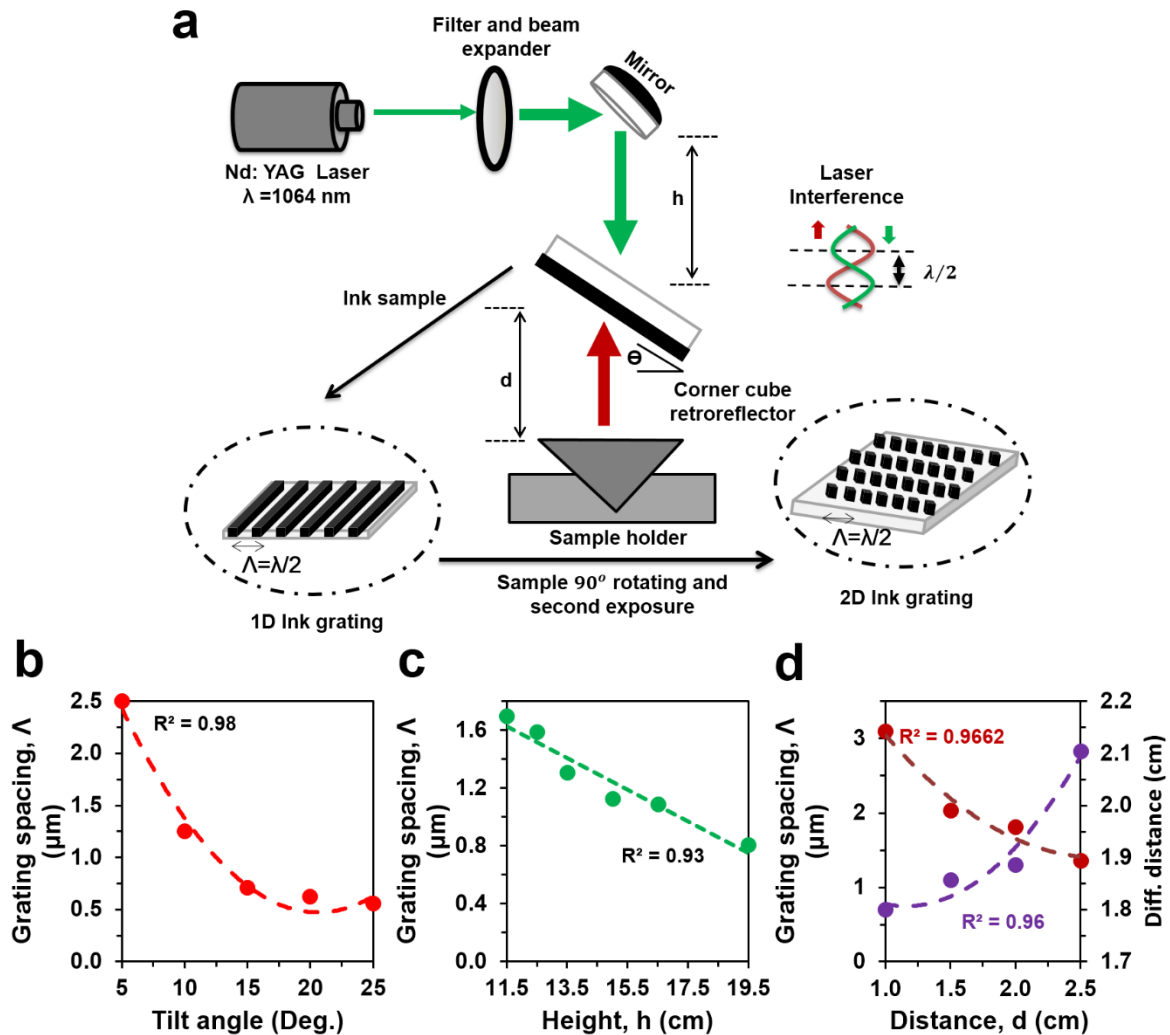 a
Filter and beam
expander
Mirror
Nd: YAG Laser
λ =1064 nm
h
Laser
Interference
λ/2
Ink sample
d
Ɵ
Corner cube
retroreflector
Λ=λ/2
Sample holder
Λ=λ/2
1D Ink grating
Sample 90° rotating and
second exposure
2D Ink grating
b
Grating spacing, Λ
(µm)
2.5
2.0
1.5
1.0
0.5
0.0
R² = 0.98
5
10
15
20
25
Tilt angle (Deg.)
c
Grating spacing, Λ
(µm)
1.6
1.2
0.8
0.4
0
R² = 0.93
11.5
13.5
15.5
17.5
19.5
Height, h (cm)
d
Grating spacing, Λ
(µm)
3
2
1
0
R² = 0.9662
R² = 0.96
1.0
1.5
2.0
2.5
Distance, d (cm)
2.2
2.1
2.0
1.9
1.8
1.7
Diff. distance (cm)